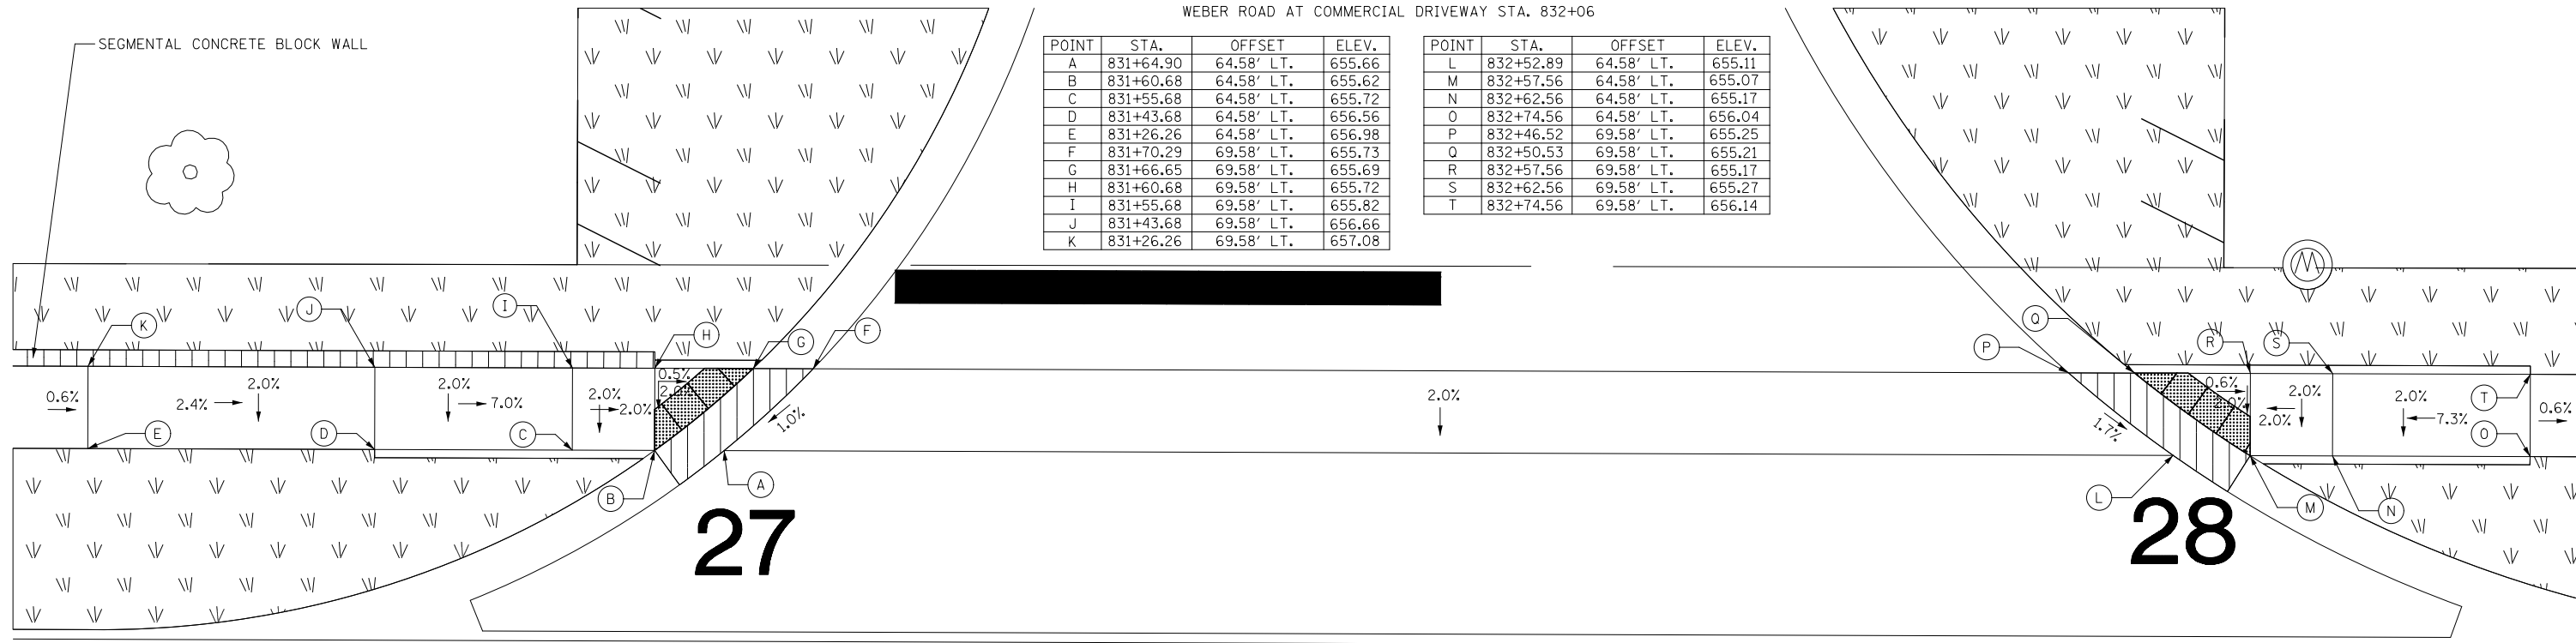 WEBER ROAD AT COMMERCIAL DRIVEWAY STA. 832+06
SEGMENTAL CONCRETE BLOCK WALL
POINT STA. OFFSET ELEV.
A 831+64.90 64.58' LT. 655.66
B 831+60.68 64.58' LT. 655.62
C 831+55.68 64.58' LT. 655.72
D 831+43.68 64.58' LT. 656.56
E 831+26.26 64.58' LT. 656.98
F 831+70.29 69.58' LT. 655.73
G 831+66.65 69.58' LT. 655.69
H 831+60.68 69.58' LT. 655.72
I 831+55.68 69.58' LT. 655.82
J 831+43.68 69.58' LT. 656.66
K 831+26.26 69.58' LT. 657.08
POINT STA. OFFSET ELEV.
L 832+52.89 64.58' LT. 655.11
M 832+57.56 64.58' LT. 655.07
N 832+62.56 64.58' LT. 655.17
O 832+74.56 64.58' LT. 656.04
P 832+46.52 69.58' LT. 655.25
Q 832+50.53 69.58' LT. 655.21
R 832+57.56 69.58' LT. 655.17
S 832+62.56 69.58' LT. 655.27
T 832+74.56 69.58' LT. 656.14
K
J
I
H
G
F
0.6%
2.4%
2.0%
2.0%
7.0%
2.0%
2.0%
0.5%
2.0%
1.0%
E
D
C
B
A
27
2.0%
M
Q
P
R
S
T
1.7%
0.6%
2.0%
2.0%
2.0%
2.0%
7.3%
0.6%
O
L
M
N
28